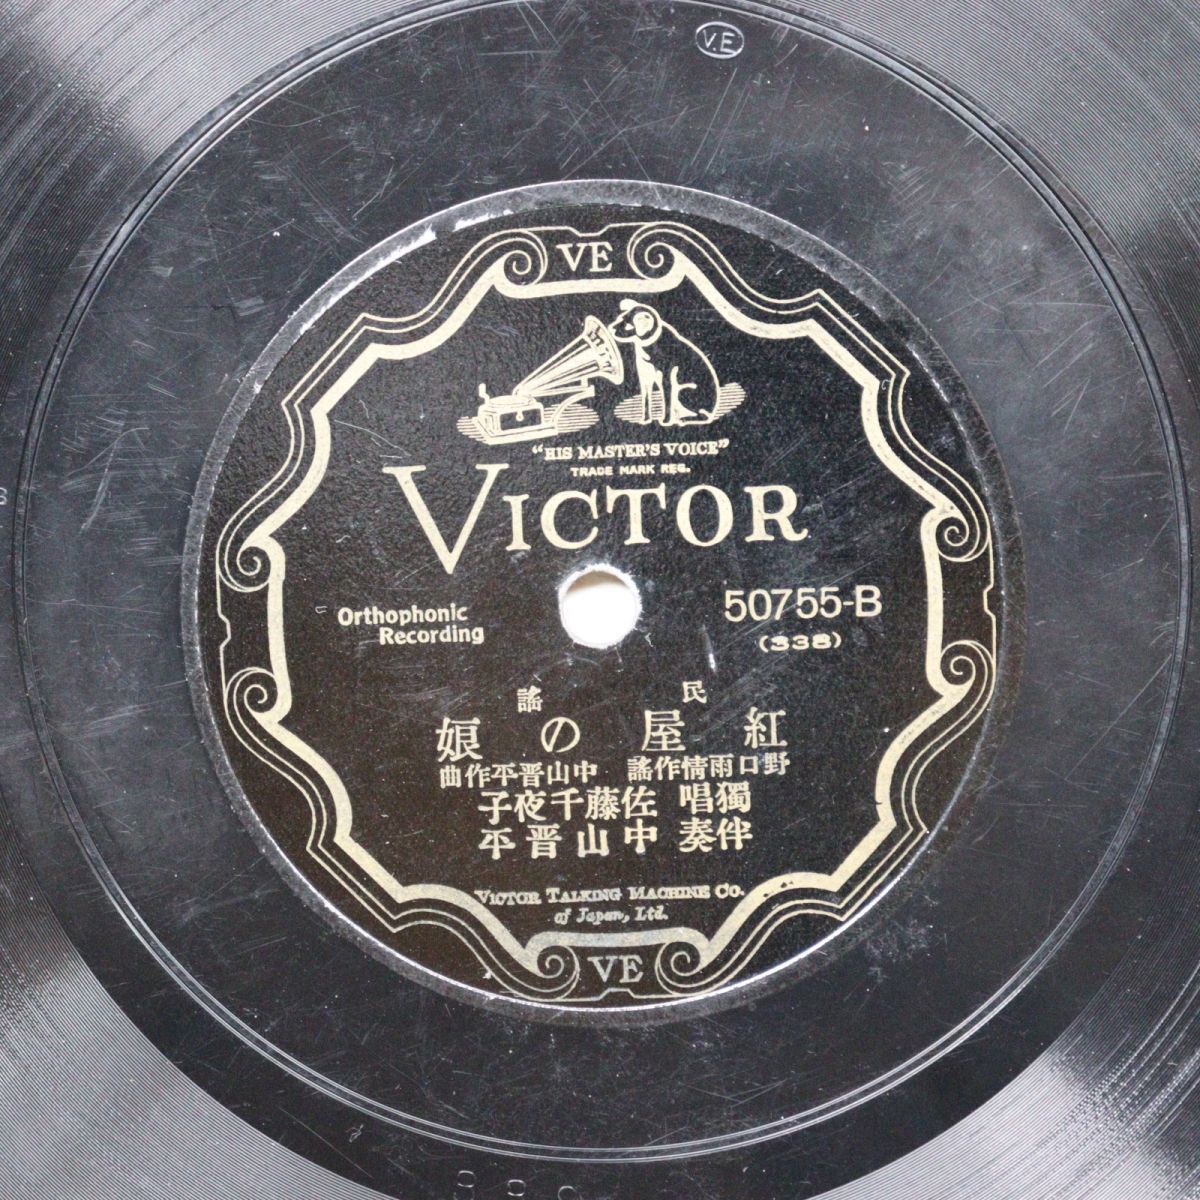 V.E
VE
"HIS MASTER'S VOICE"
TRADE MARK REG.
VICTOR
Orthophonic
Recording
50755-B
(338)
民謠
紅屋の娘
野口雨情作謠 中山晋平作曲
獨唱 佐藤千夜子
伴奏 中山晋平
VICTOR TALKING MACHINE CO.
of Japan, Ltd.
VE